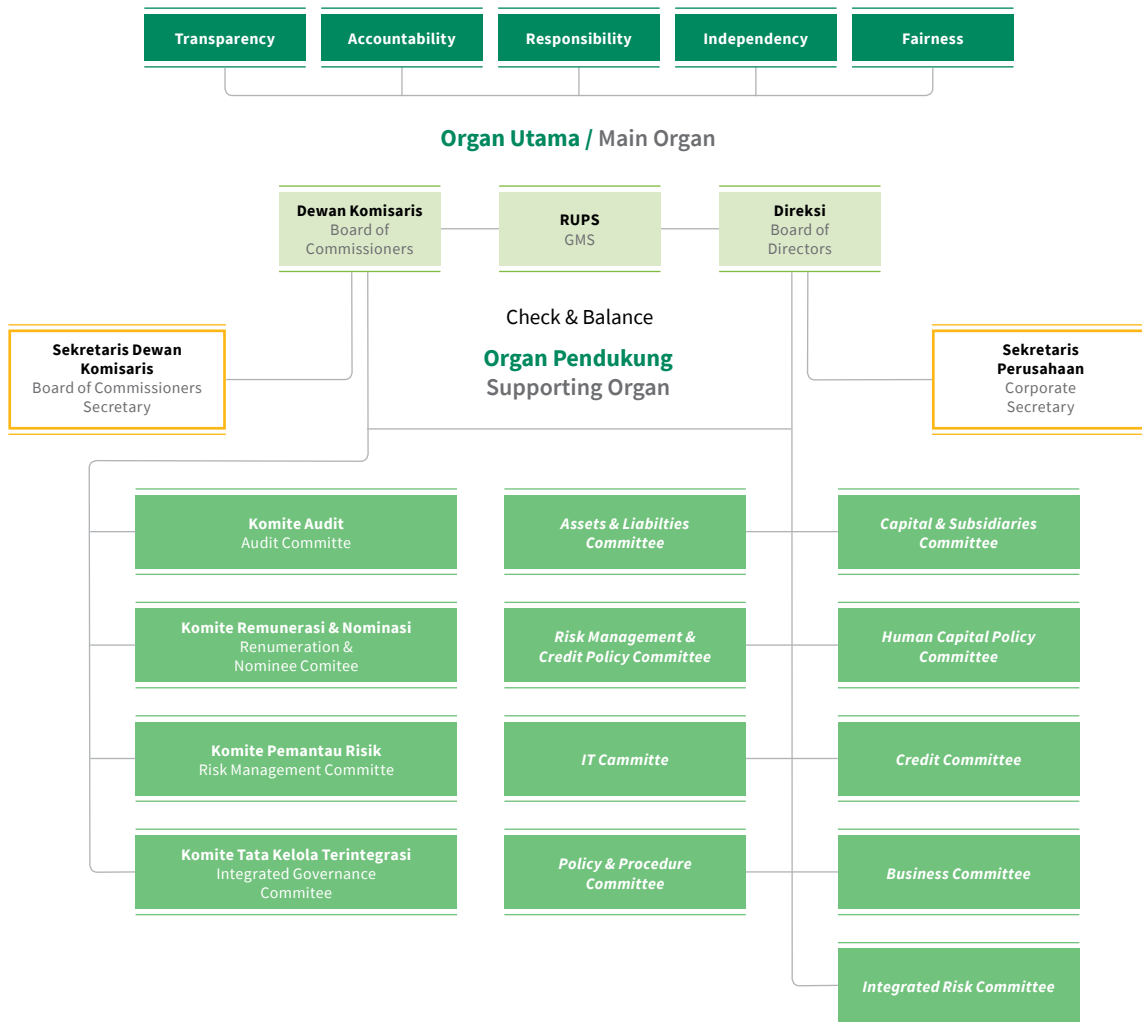 Transparency
Accountability
Responsibility
Independency
Fairness
Organ Utama / Main Organ
Dewan Komisaris
Board of
Commissioners
RUPS
GMS
Direksi
Board of
Directors
Check & Balance
Organ Pendukung
Supporting Organ
Sekretaris Dewan
Komisaris
Board of Commissioners
Secretary
Sekretaris
Perusahaan
Corporate
Secretary
Komite Audit
Audit Committe
Assets & Liabilties
Committee
Capital & Subsidiaries
Committee
Komite Remunerasi & Nominasi
Renumeration &
Nominee Comitee
Risk Management &
Credit Policy Committee
Human Capital Policy
Committee
Komite Pemantau Risik
Risk Management Committe
IT Cammitte
Credit Committee
Komite Tata Kelola Terintegrasi
Integrated Governance
Commitee
Policy & Procedure
Committee
Business Committee
Integrated Risk Committee